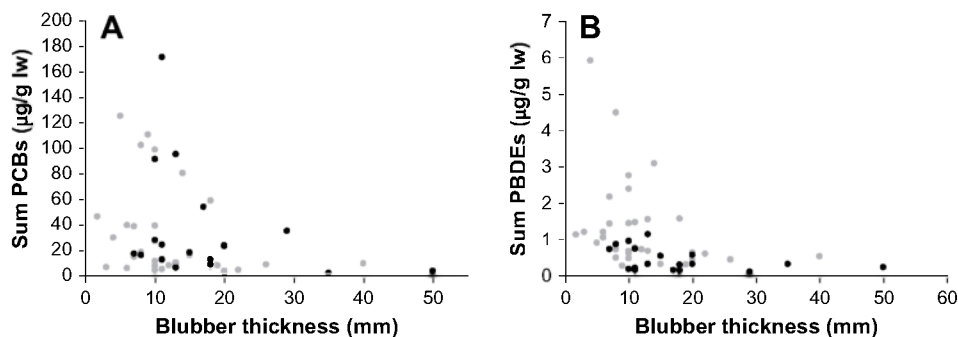 A
Sum PCBs (µg/g lw)
200
180
160
140
120
100
80
60
40
20
0
0 10 20 30 40 50
Blubber thickness (mm)
B
Sum PBDEs (µg/g lw)
7
6
5
4
3
2
1
0
0 10 20 30 40 50 60
Blubber thickness (mm)